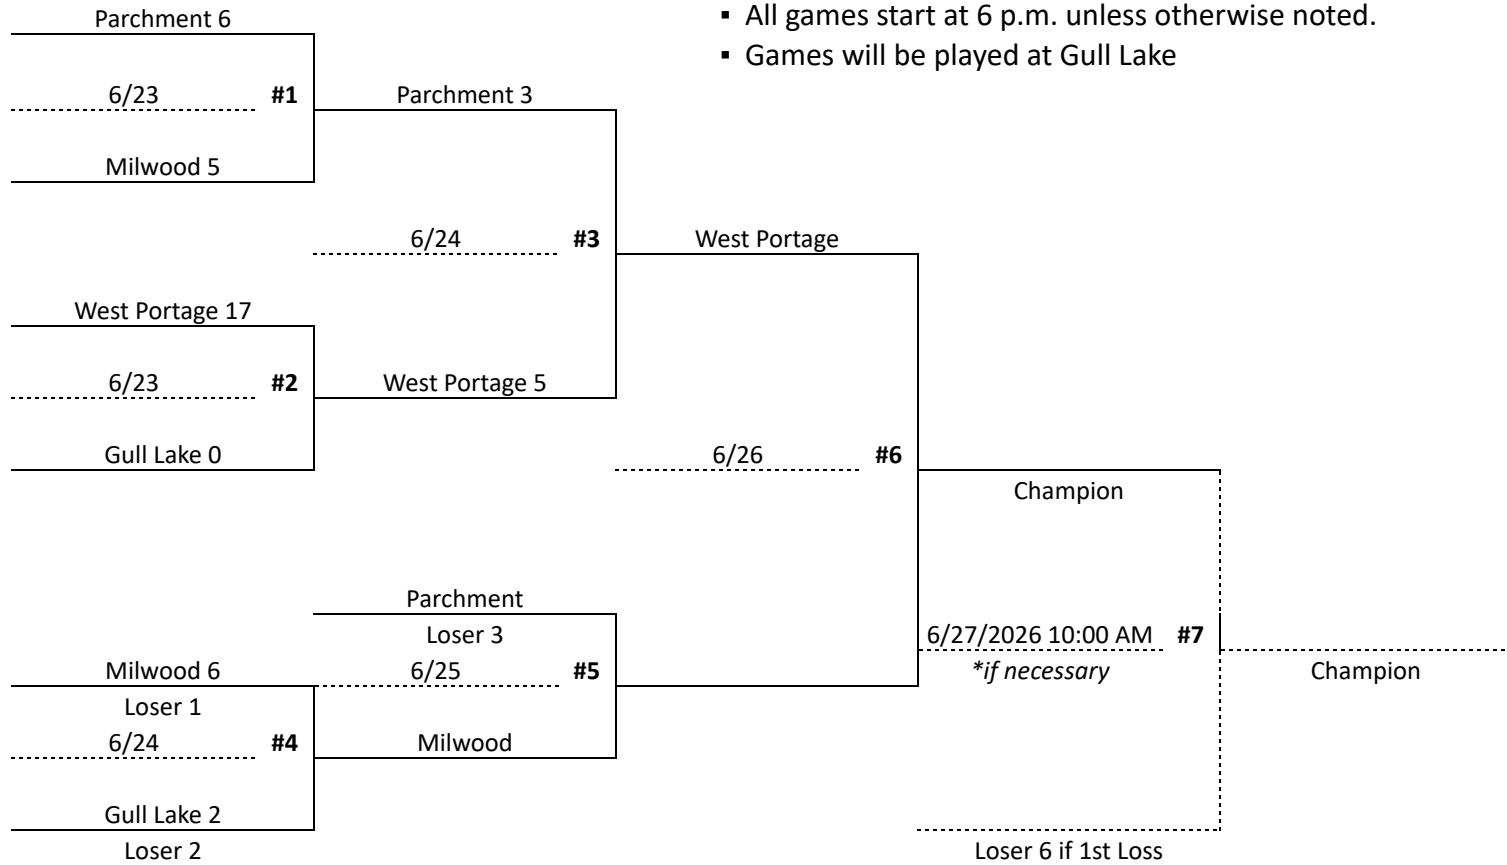 Parchment 6
▪ All games start at 6 p.m. unless otherwise noted.
▪ Games will be played at Gull Lake
6/23 #1
Parchment 3
Milwood 5
6/24 #3
West Portage
West Portage 17
6/23 #2
West Portage 5
Gull Lake 0
6/26 #6
Champion
Parchment
Loser 3
6/27/2026 10:00 AM #7
*if necessary
Champion
Milwood 6
6/25 #5
Loser 1
6/24 #4
Milwood
Gull Lake 2
Loser 2
Loser 6 if 1st Loss